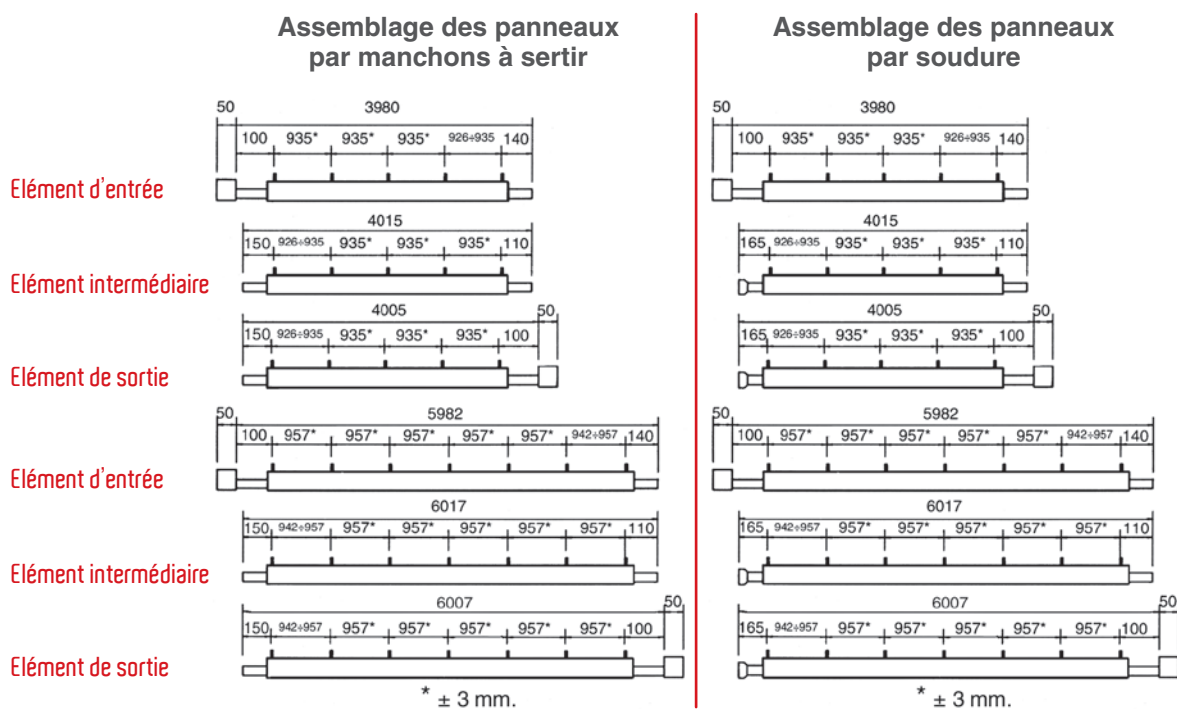 Assemblage des panneaux
par manchons à sertir
Assemblage des panneaux
par soudure
50 3980
100 935* 935* 935* 926÷935 140
Elément d'entrée
4015
150 926÷935 935* 935* 935* 110
Elément intermédiaire
4005 50
150 926÷935 935* 935* 935* 100
Elément de sortie
50 5982
100 957* 957* 957* 957* 957* 942÷957 140
Elément d'entrée
6017
150 942÷957 957* 957* 957* 957* 957* 110
Elément intermédiaire
6007 50
150 942÷957 957* 957* 957* 957* 957* 100
Elément de sortie
* ± 3 mm.
50 3980
100 935* 935* 935* 926÷935 140
4015
165 926÷935 935* 935* 935* 110
4005 50
165 926÷935 935* 935* 935* 100
50 5982
100 957* 957* 957* 957* 957* 942÷957 140
6017
165 942÷957 957* 957* 957* 957* 957* 110
6007 50
165 942÷957 957* 957* 957* 957* 957* 100
* ± 3 mm.